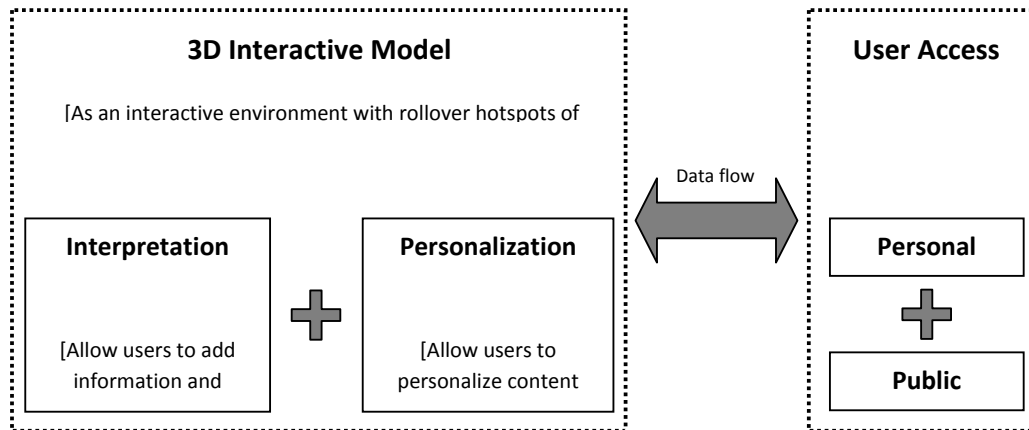 3D Interactive Model
[As an interactive environment with rollover hotspots of
Interpretation
[Allow users to add
information and
Personalization
[Allow users to
personalize content
Data flow
User Access
Personal
Public